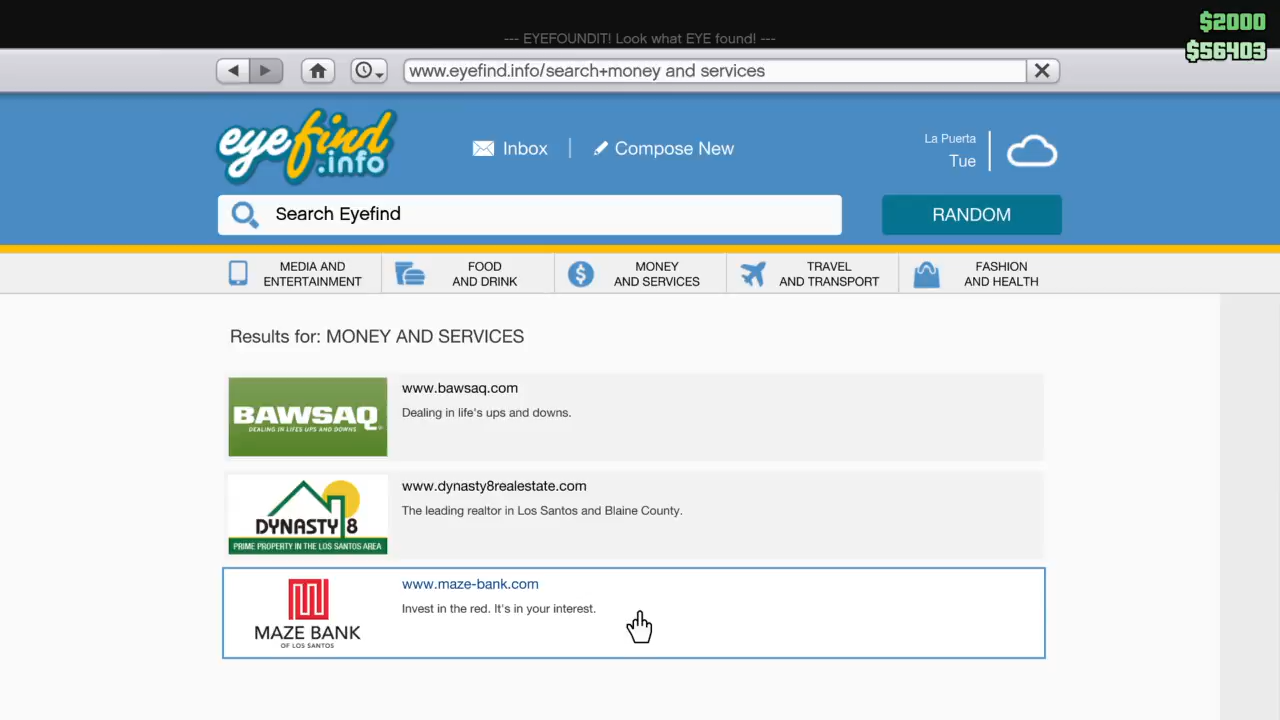 $2000
--- EYEFOUNDIT! Look what EYE found! ---
$56403
www.eyefind.info/search+money and services
eyefind
.info
Inbox
Compose New
La Puerta
Tue
Search Eyefind
RANDOM
MEDIA AND
ENTERTAINMENT
FOOD
AND DRINK
MONEY
AND SERVICES
TRAVEL
AND TRANSPORT
FASHION
AND HEALTH
Results for: MONEY AND SERVICES
BAWSAQ
DEALING IN LIFES UPS AND DOWNS
www.bawsaq.com
Dealing in life's ups and downs.
DYNASTY 8
PRIME PROPERTY IN THE LOS SANTOS AREA
www.dynasty8realestate.com
The leading realtor in Los Santos and Blaine County.
MAZE BANK
OF LOS SANTOS
www.maze-bank.com
Invest in the red. It's in your interest.